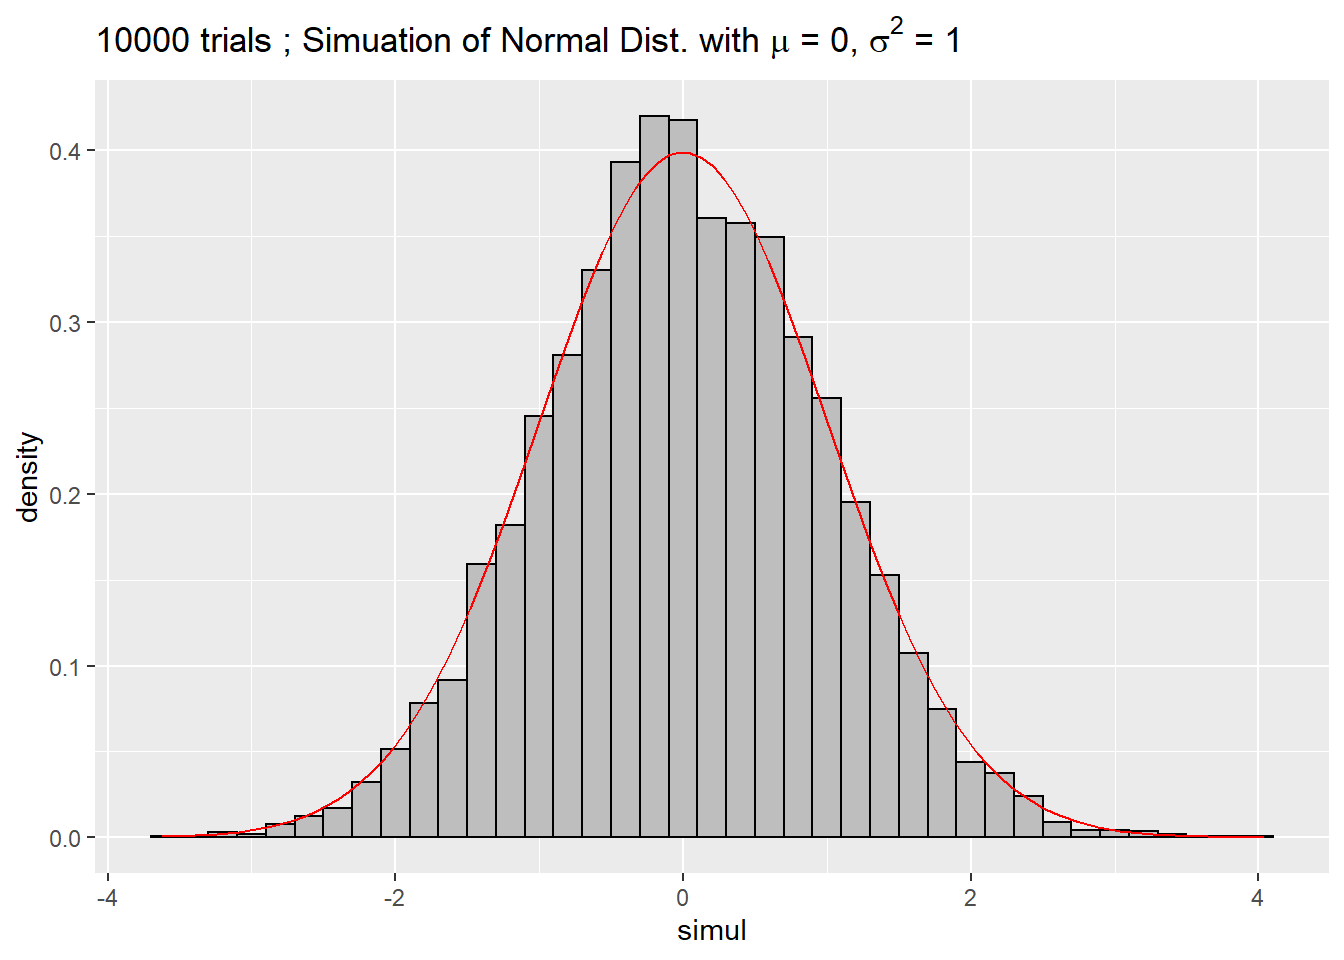 10000 trials ; Simuation of Normal Dist. with μ = 0, σ² = 1
density
0.4
0.3
0.2
0.1
0.0
-4 -2 0 2 4
simul